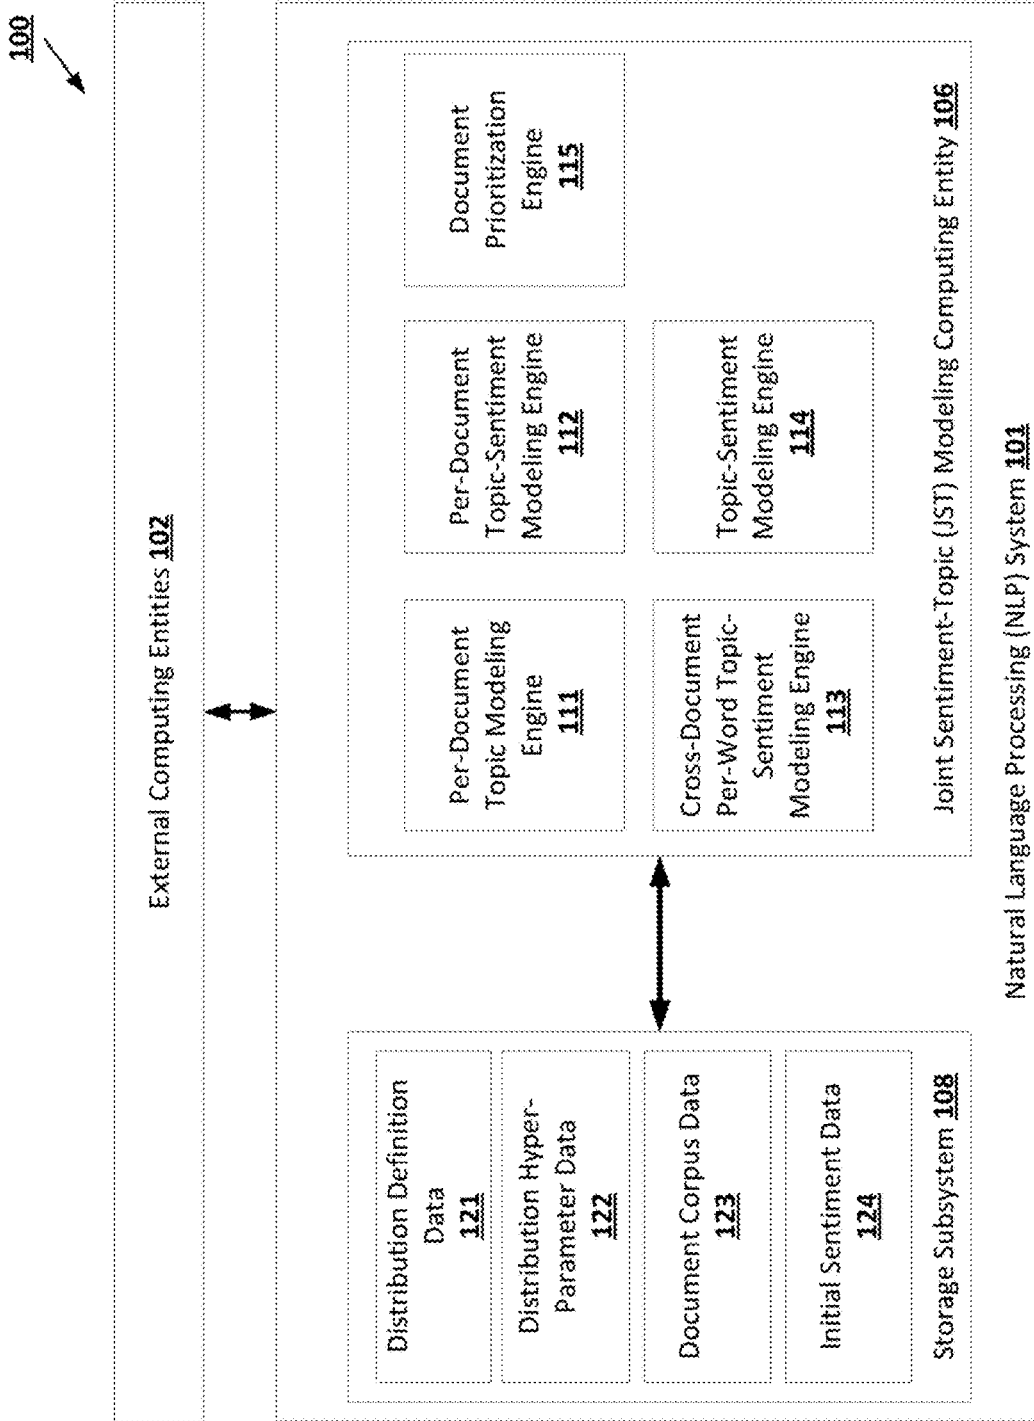 100
External Computing Entities 102
Distribution Definition
Data
121
Distribution Hyper-
Parameter Data
122
Document Corpus Data
123
Initial Sentiment Data
124
Storage Subsystem 108
Per-Document
Topic Modeling
Engine
111
Per-Document
Topic-Sentiment
Modeling Engine
112
Document
Prioritization
Engine
115
Cross-Document
Per-Word Topic-
Sentiment
Modeling Engine
113
Topic-Sentiment
Modeling Engine
114
Joint Sentiment-Topic (JST) Modeling Computing Entity 106
Natural Language Processing (NLP) System 101